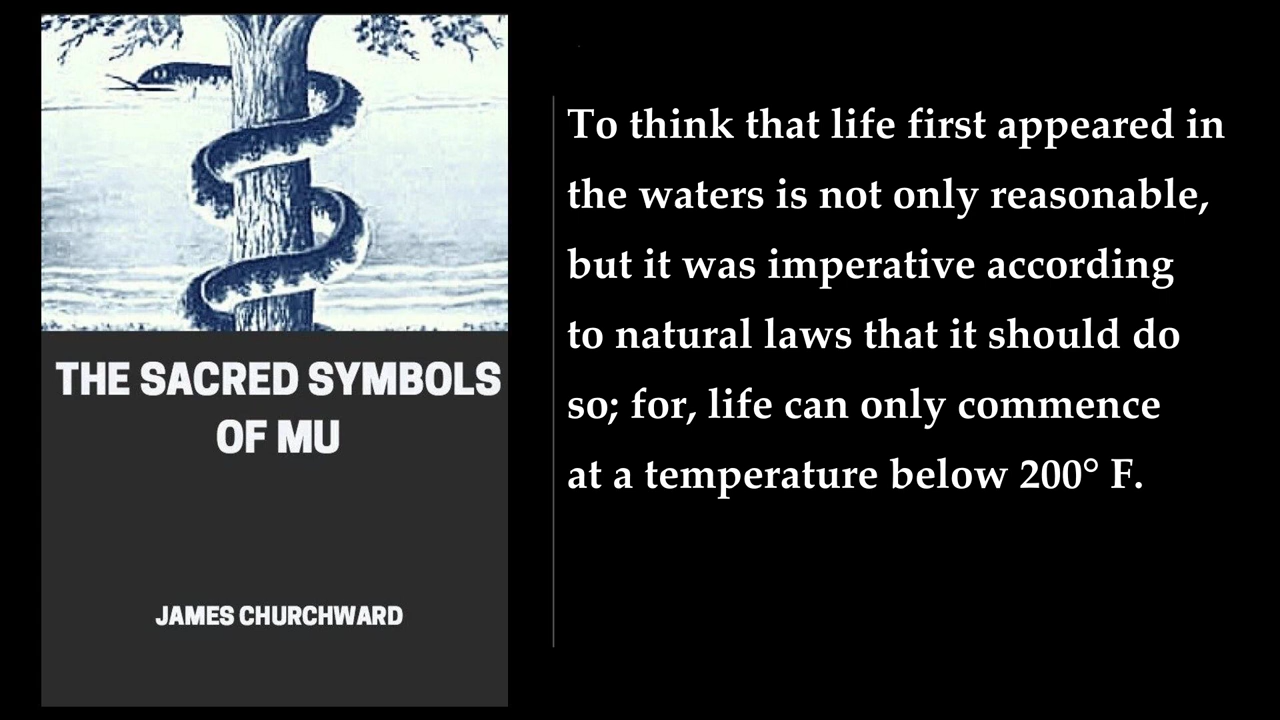 THE SACRED SYMBOLS
OF MU
JAMES CHURCHWARD
To think that life first appeared in
the waters is not only reasonable,
but it was imperative according
to natural laws that it should do
so; for, life can only commence
at a temperature below 200° F.